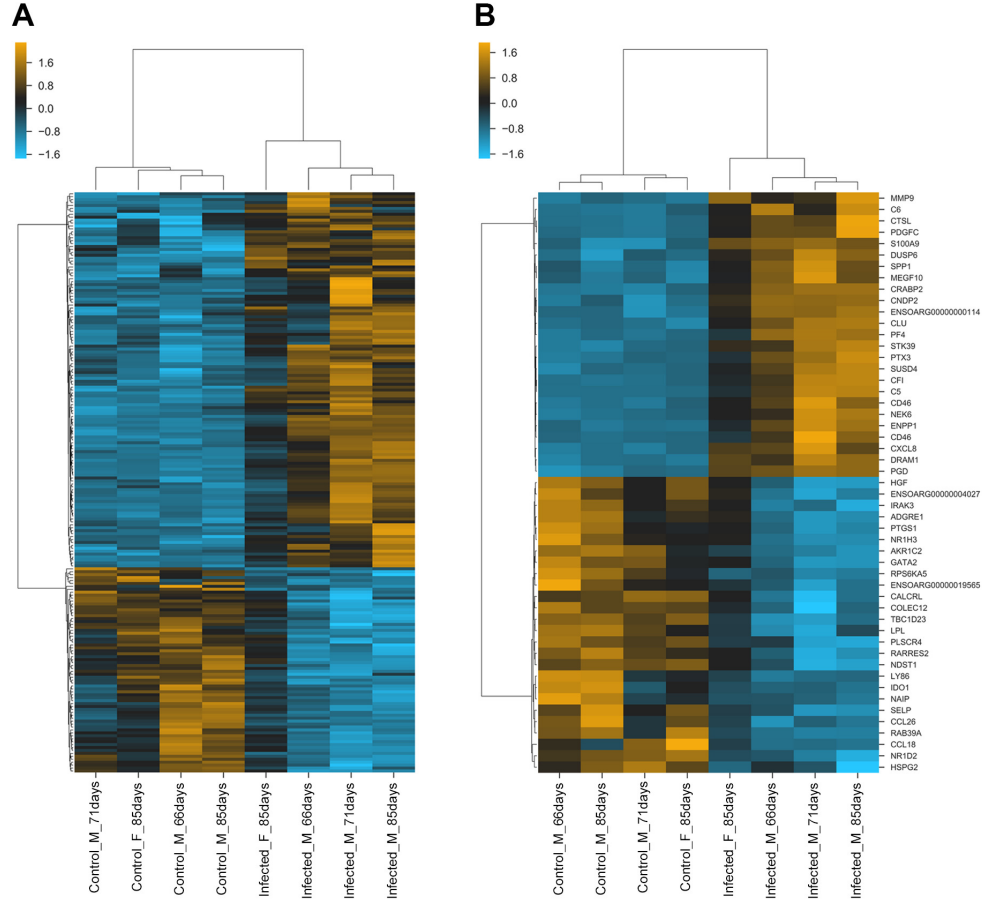 A
B
1.6
0.8
0.0
−0.8
−1.6
1.6
0.8
0.0
−0.8
−1.6
MMP9
C6
CTSL
PDGFC
S100A9
DUSP6
SPP1
MEGF10
CRABP2
CNDP2
ENSOARG00000000114
CLU
PF4
STK39
PTX3
SUSD4
CFI
C5
CD46
NEK6
ENPP1
CD46
CXCL8
DRAM1
PGD
HGF
ENSOARG00000004027
IRAK3
ADGRE1
PTGS1
NR1H3
AKR1C2
GATA2
RPS6KA5
ENSOARG00000019565
CALCRL
COLEC12
TBC1D23
LPL
PLSCR4
RARRES2
NDST1
LY86
IDO1
NAIP
SELP
CCL26
RAB39A
CCL18
NR1D2
HSPG2
Control_M_71days
Control_F_85days
Control_M_66days
Control_M_85days
Infected_F_85days
Infected_M_66days
Infected_M_71days
Infected_M_85days
Control_M_66days
Control_M_85days
Control_M_71days
Control_F_85days
Infected_F_85days
Infected_M_66days
Infected_M_71days
Infected_M_85days